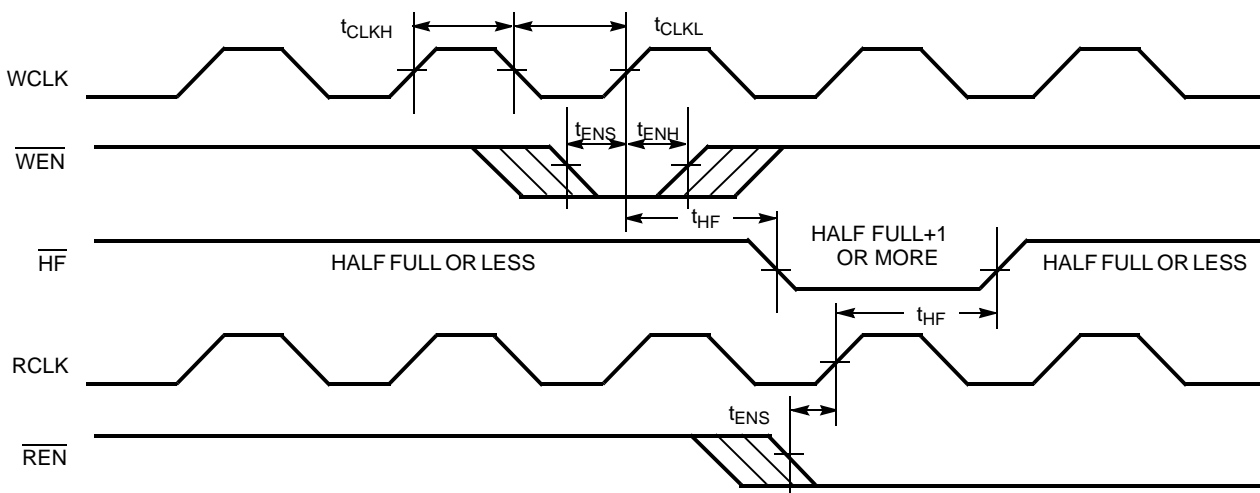 tCLKH
tCLKL
WCLK
tENS
tENH
WEN
tHF
HF
HALF FULL OR LESS
HALF FULL+1
OR MORE
HALF FULL OR LESS
tHF
RCLK
tENS
REN